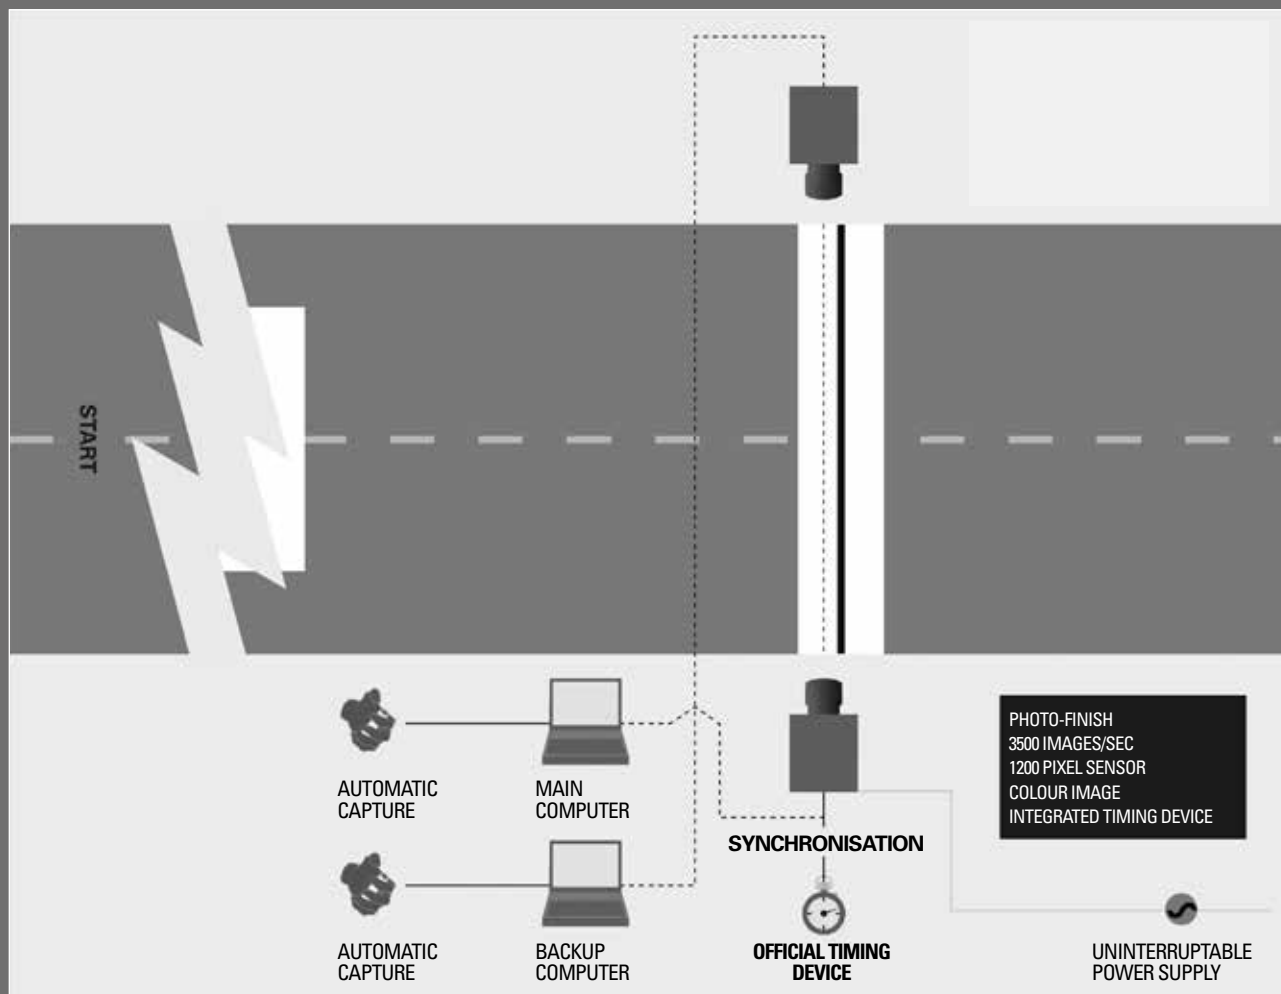 START
PHOTO-FINISH
3500 IMAGES/SEC
1200 PIXEL SENSOR
COLOUR IMAGE
INTEGRATED TIMING DEVICE
AUTOMATIC
CAPTURE
MAIN
COMPUTER
SYNCHRONISATION
AUTOMATIC
CAPTURE
BACKUP
COMPUTER
OFFICIAL TIMING
DEVICE
UNINTERRUPTABLE
POWER SUPPLY